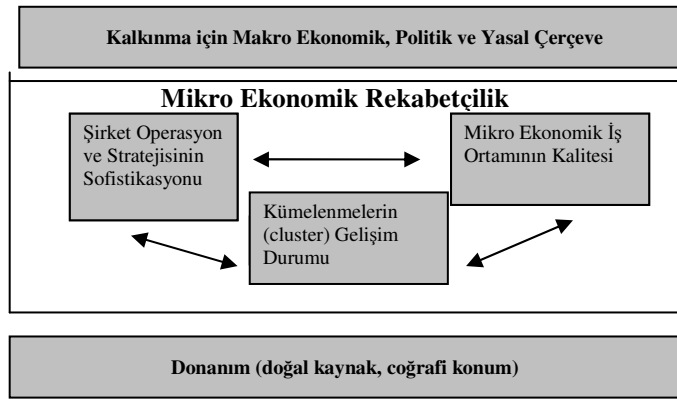 Kalkınma için Makro Ekonomik, Politik ve Yasal Çerçeve
Mikro Ekonomik Rekabetçilik
Şirket Operasyon
ve Stratejisinin
Sofistikasyonu
Mikro Ekonomik İş
Ortamının Kalitesi
Kümelenmelerin
(cluster) Gelişim
Durumu
Donanım (doğal kaynak, coğrafi konum)